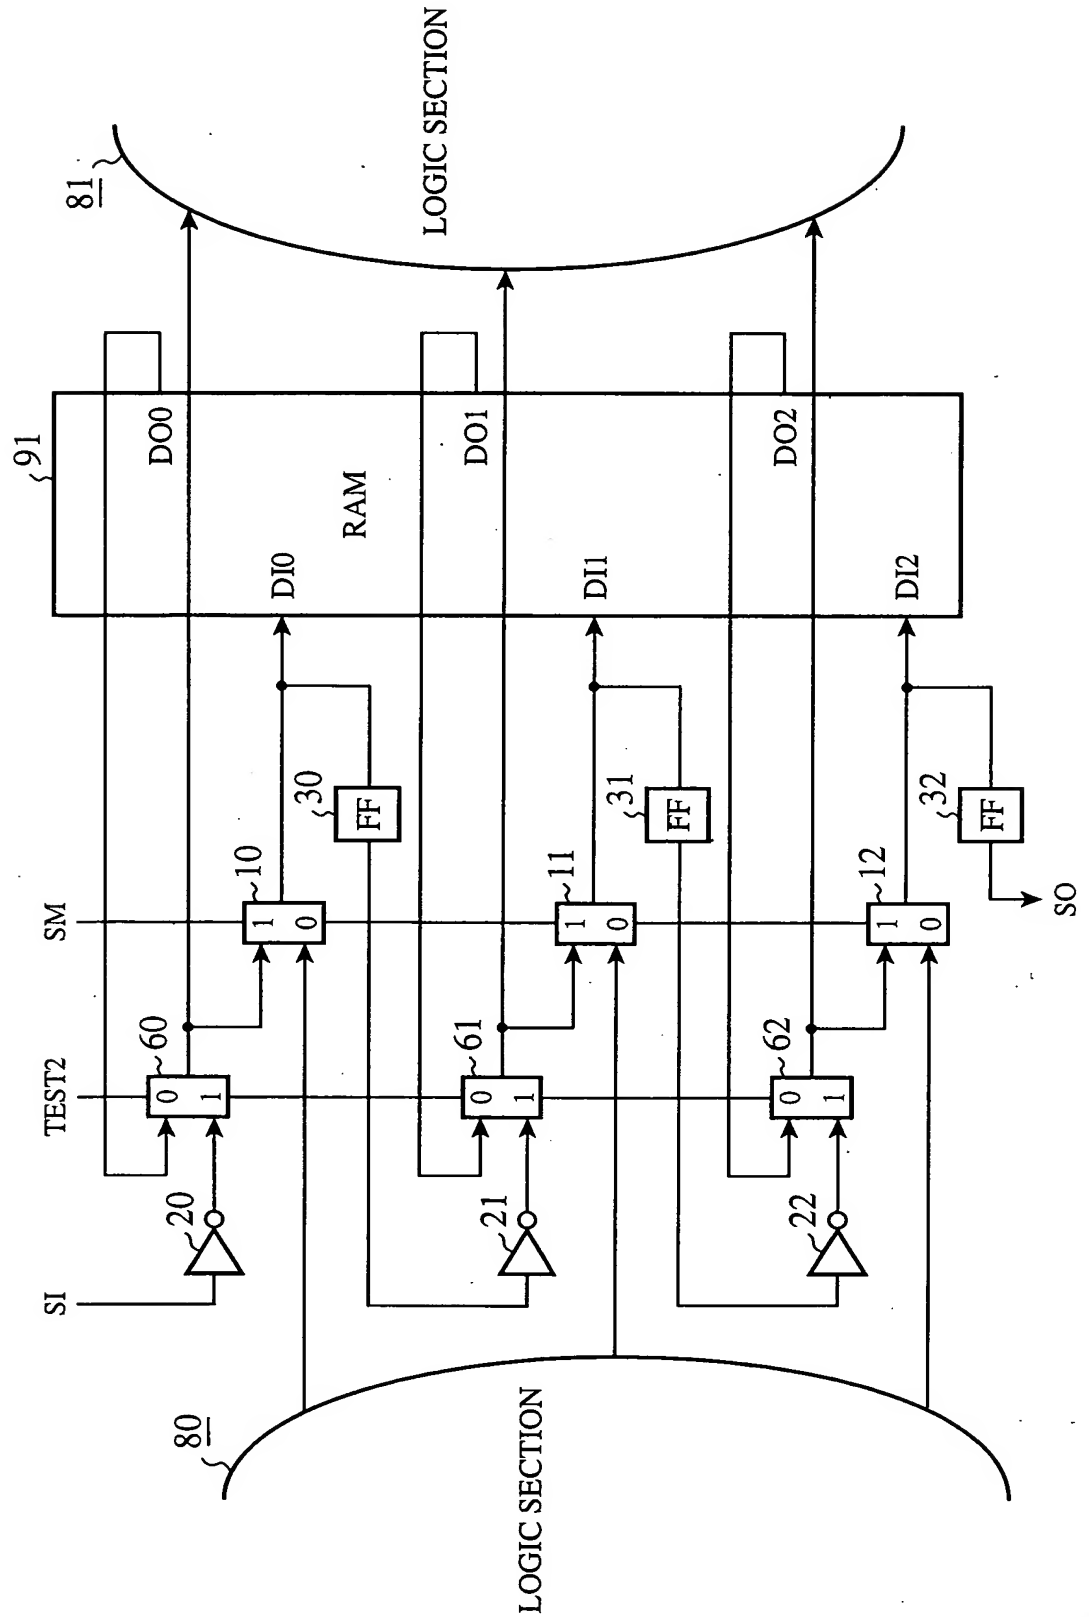 81
LOGIC SECTION
91
DO0
DO1
DO2
RAM
DI0
DI1
DI2
30
FF
31
FF
32
FF
SO
SM
10
1 0
11
1 0
12
1 0
TEST2
60
0 1
61
0 1
62
0 1
SI
20
21
22
80
LOGIC SECTION